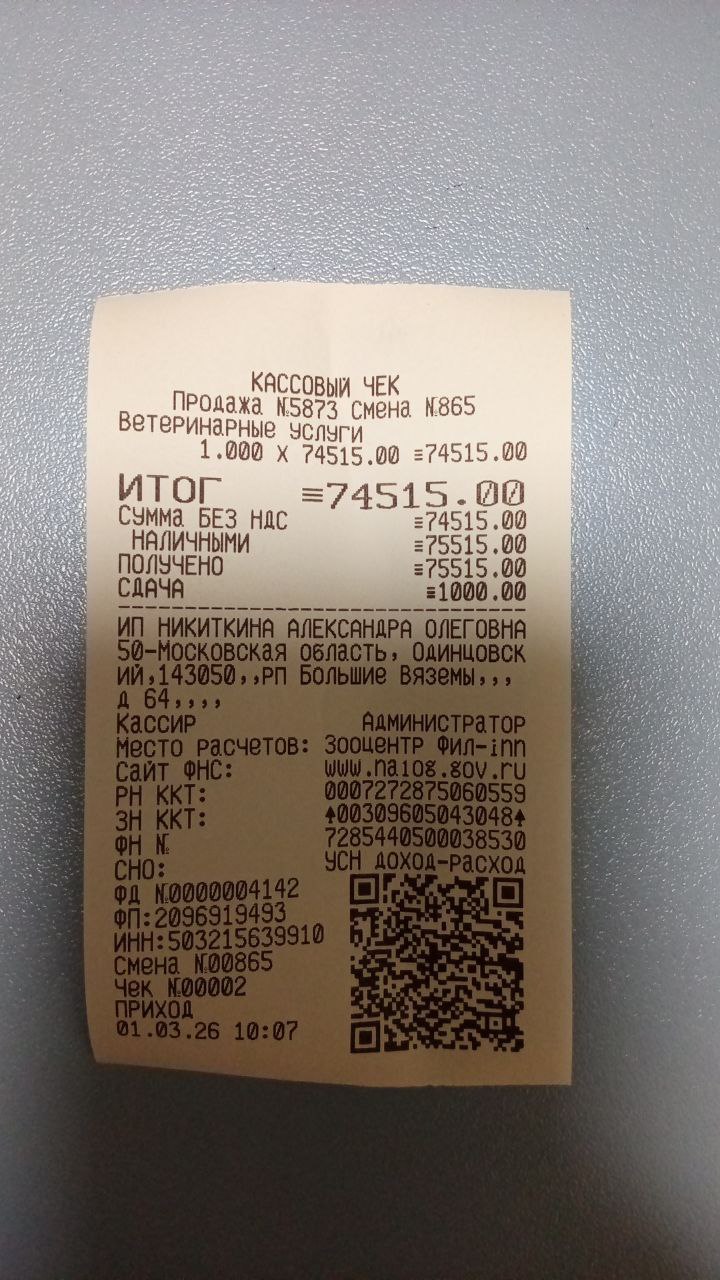 КАССОВЫЙ ЧЕК
Продажа №5873 Смена №865
Ветеринарные услуги
1.000 X 74515.00 ≡74515.00
ИТОГ ≡74515.00
СУММА БЕЗ НДС ≡74515.00
НАЛИЧНЫМИ ≡75515.00
ПОЛУЧЕНО ≡75515.00
СДАЧА ≡1000.00
ИП НИКИТКИНА АЛЕКСАНДРА ОЛЕГОВНА
50-Московская область, Одинцовск
ий,143050,,рп Большие Вяземы,,,
д 64,,,,
Кассир Администратор
Место расчетов: Зооцентр Фил-inn
Сайт ФНС: www.nalog.gov.ru
РН ККТ: 0007272875060559
ЗН ККТ: ↑00309605043048↑
ФН № 7285440500038530
СНО: УСН доход-расход
ФД №0000004142
ФП:2096919493
ИНН:503215639910
Смена №00865
Чек №00002
ПРИХОД
01.03.26 10:07